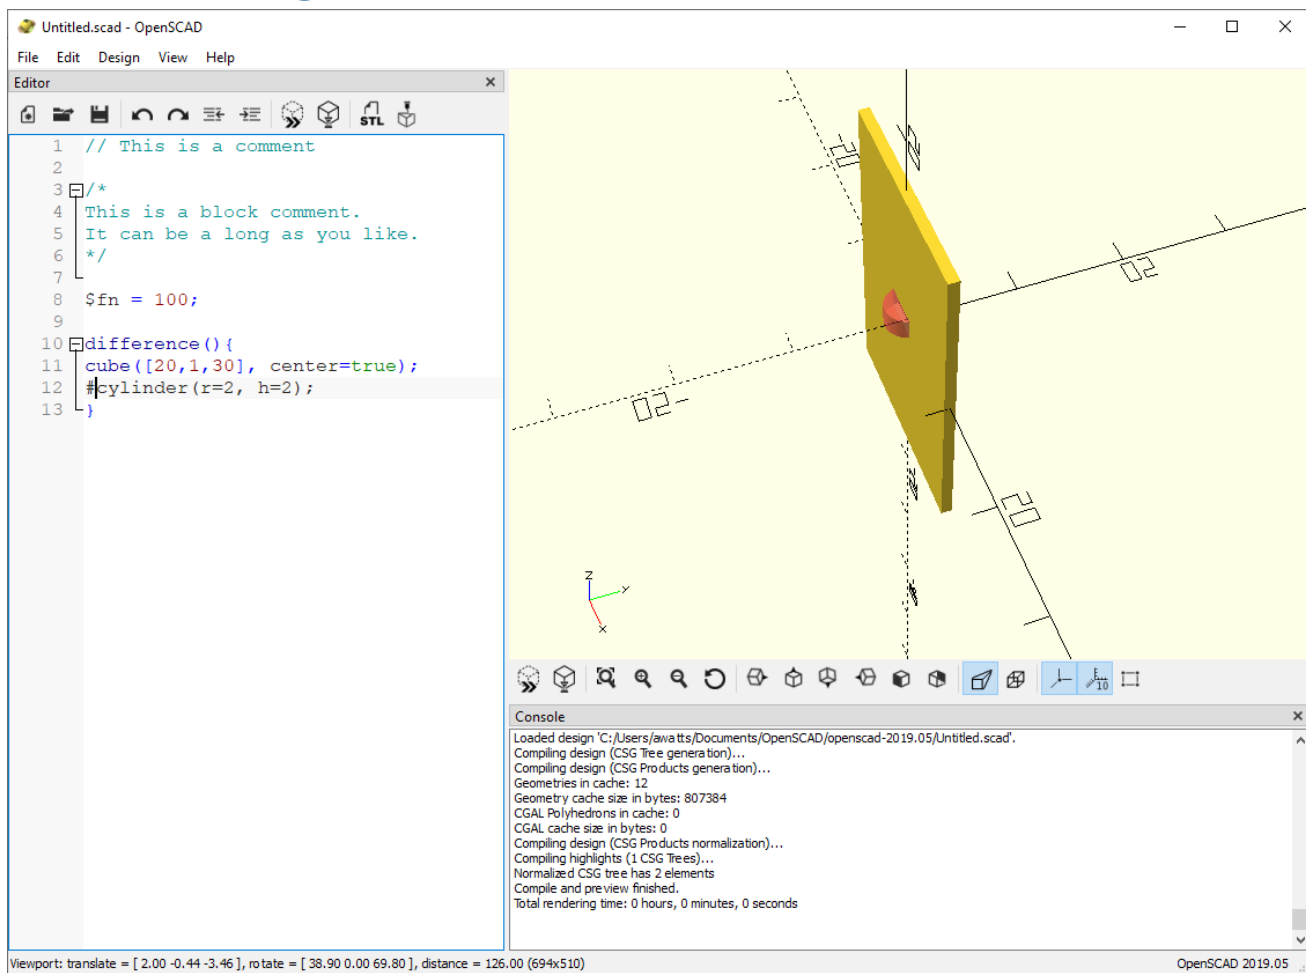 Untitled.scad - OpenSCAD
File Edit Design View Help
Editor
STL
1 // This is a comment
2
3 /*
4 This is a block comment.
5 It can be a long as you like.
6 */
7
8 $fn = 100;
9
10 difference(){
11 cube([20,1,30], center=true);
12 #cylinder(r=2, h=2);
13 }
20
20
-20
20
Z
Y
X
10
Console
Loaded design 'C:/Users/awatts/Documents/OpenSCAD/openscad-2019.05/Untitled.scad'.
Compiling design (CSG Tree generation)...
Compiling design (CSG Products generation)...
Geometries in cache: 12
Geometry cache size in bytes: 807384
CGAL Polyhedrons in cache: 0
CGAL cache size in bytes: 0
Compiling design (CSG Products normalization)...
Compiling highlights (1 CSG Trees)...
Normalized CSG tree has 2 elements
Compile and preview finished.
Total rendering time: 0 hours, 0 minutes, 0 seconds
Viewport: translate = [ 2.00 -0.44 -3.46 ], rotate = [ 38.90 0.00 69.80 ], distance = 126.00 (694x510)
OpenSCAD 2019.05